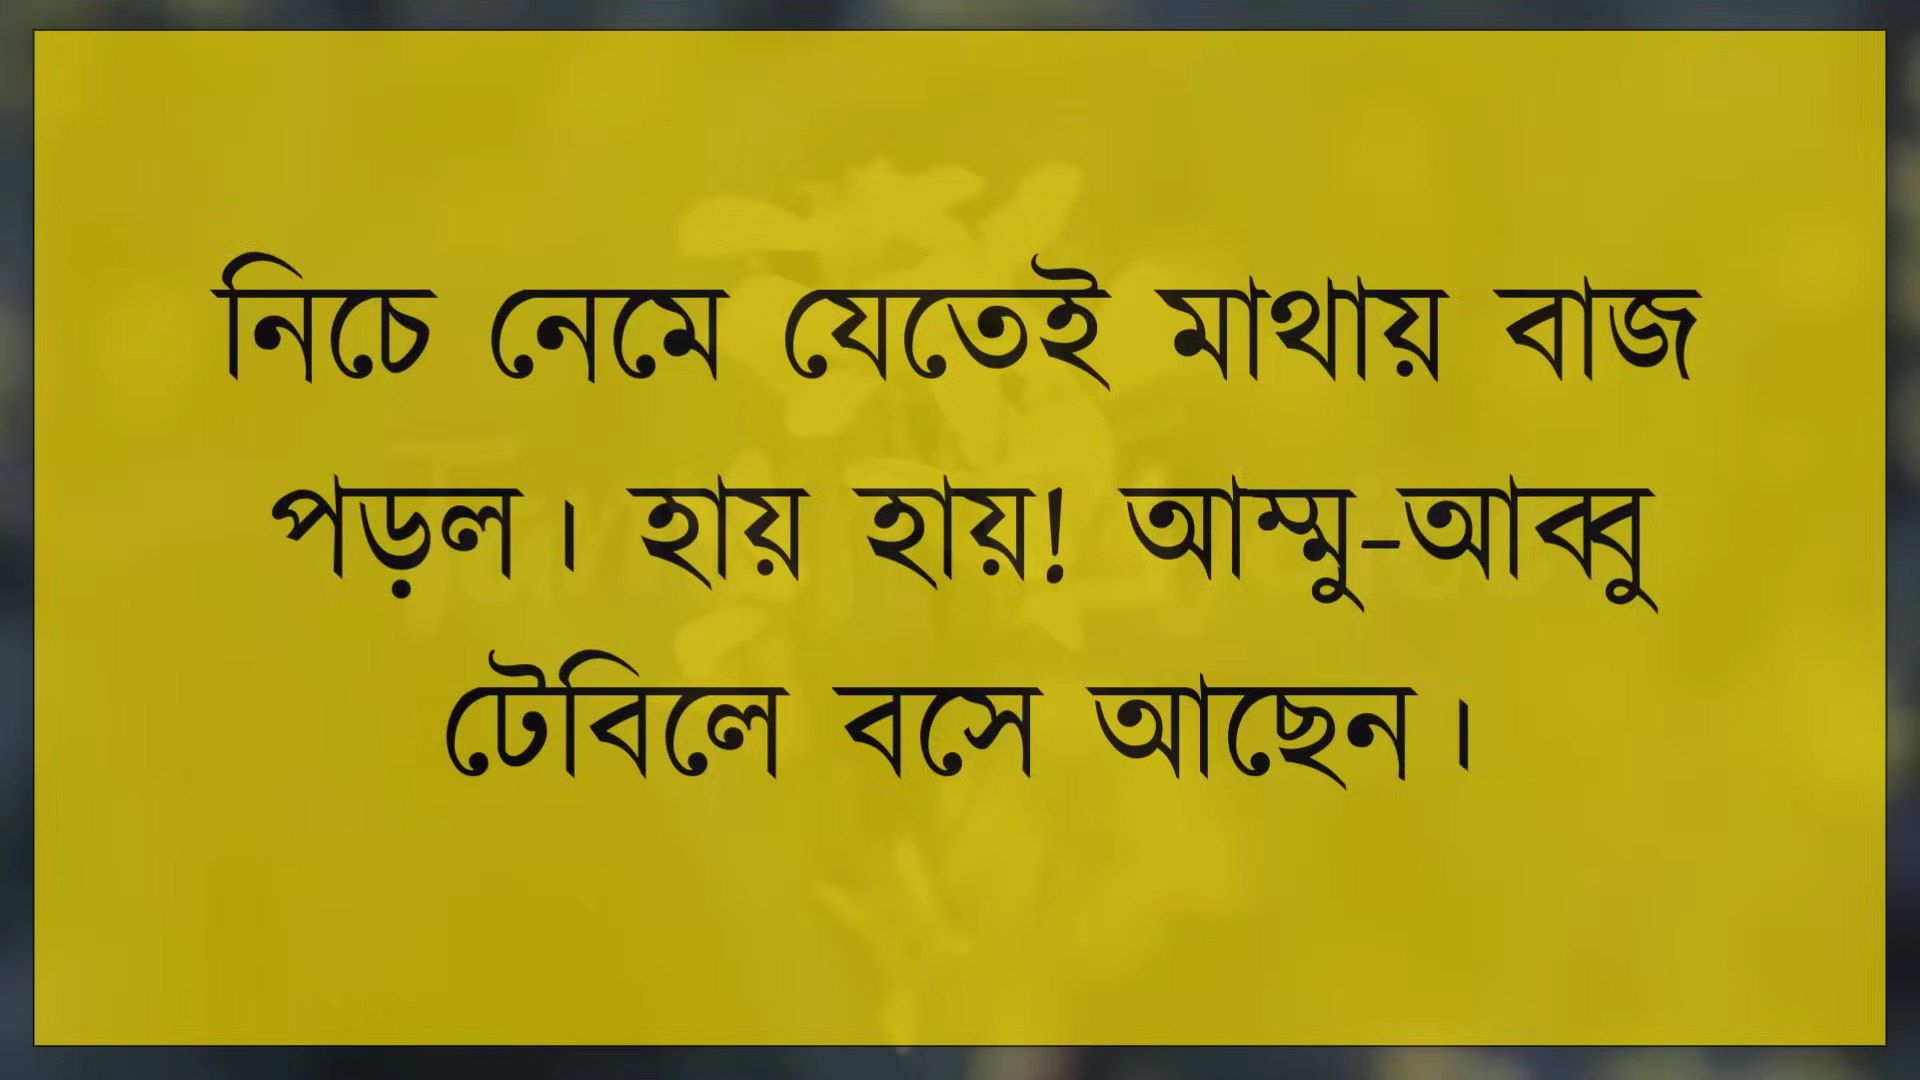 নিচে নেমে যেতেই মাথায় বাজ
পড়ল। হায় হায়! আম্মু-আব্বু
টেবিলে বসে আছেন।